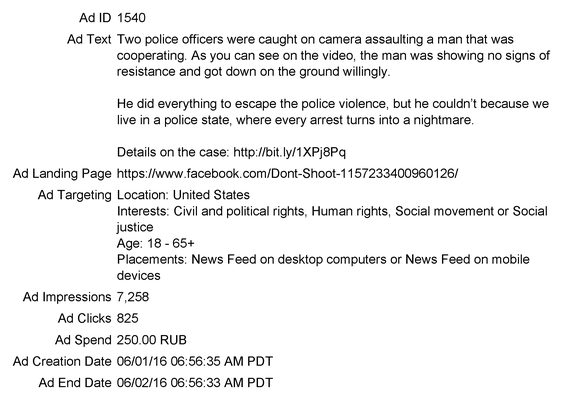 Ad ID 1540
Ad Text Two police officers were caught on camera assaulting a man that was
cooperating. As you can see on the video, the man was showing no signs of
resistance and got down on the ground willingly.
He did everything to escape the police violence, but he couldn't because we
live in a police state, where every arrest turns into a nightmare.
Details on the case: http://bit.ly/1XPj8Pq
Ad Landing Page https://www.facebook.com/Dont-Shoot-1157233400960126/
Ad Targeting Location: United States
Interests: Civil and political rights, Human rights, Social movement or Social
justice
Age: 18 - 65+
Placements: News Feed on desktop computers or News Feed on mobile
devices
Ad Impressions 7,258
Ad Clicks 825
Ad Spend 250.00 RUB
Ad Creation Date 06/01/16 06:56:35 AM PDT
Ad End Date 06/02/16 06:56:33 AM PDT